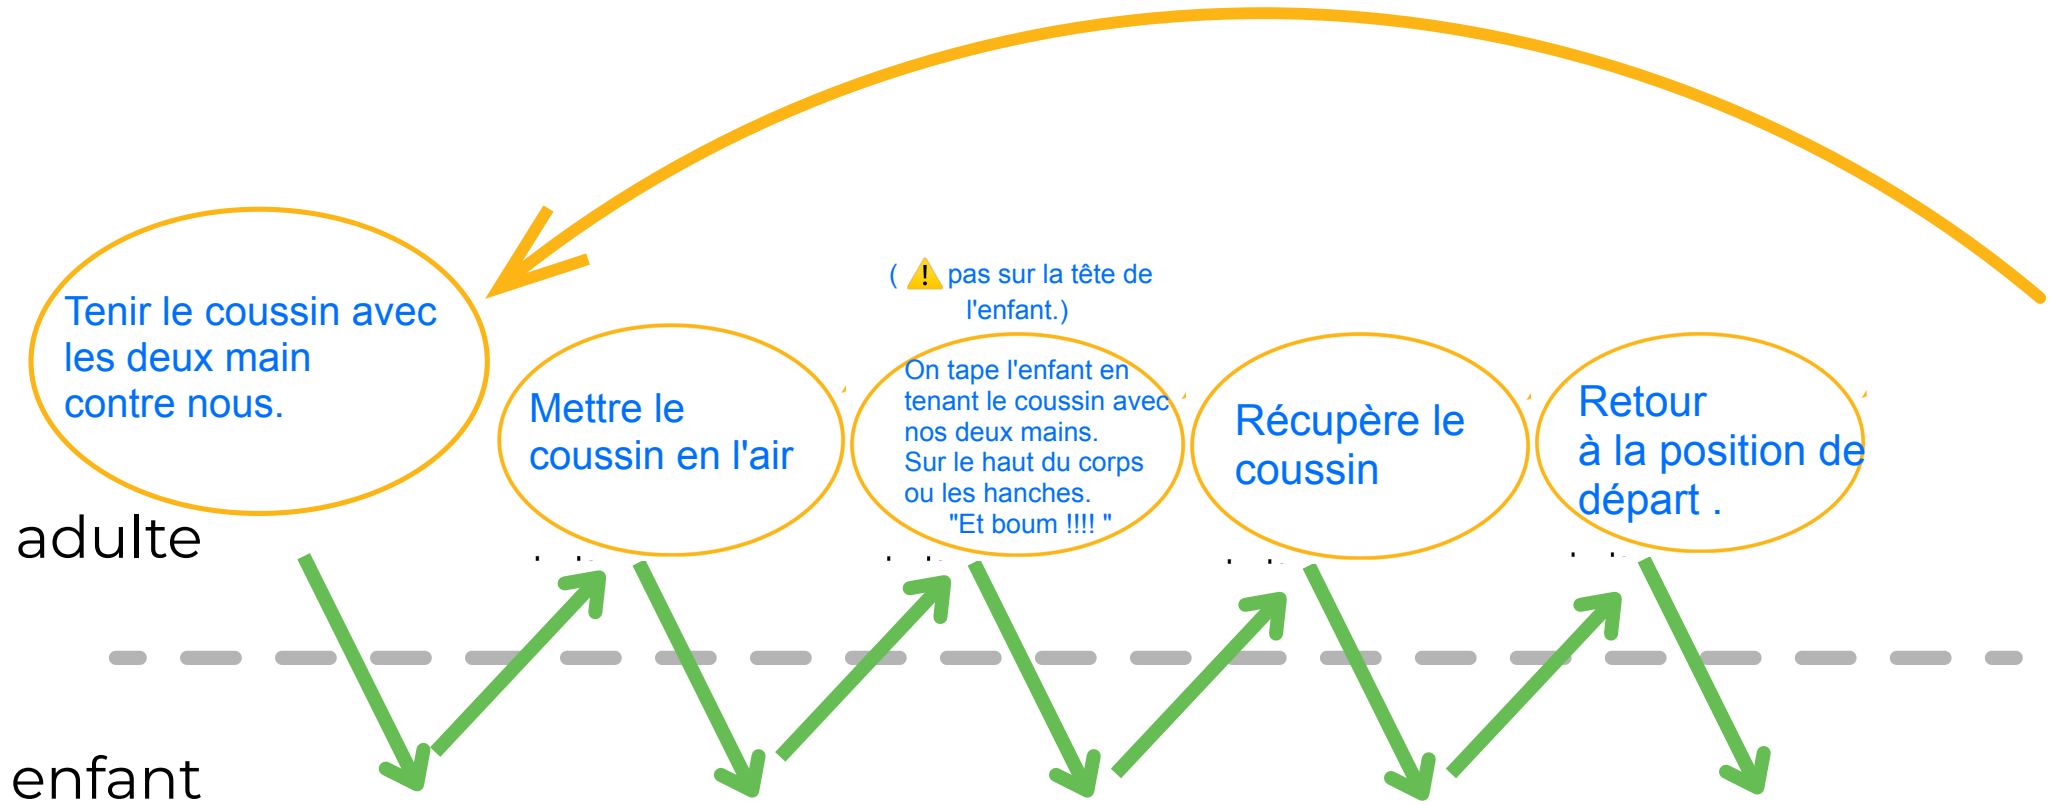 Tenir le coussin avec
les deux main
contre nous.
Mettre le
coussin en l'air
( ⚠️ pas sur la tête de
l'enfant.)
On tape l'enfant en
tenant le coussin avec
nos deux mains.
Sur le haut du corps
ou les hanches.
"Et boum !!!! "
Récupère le
coussin
Retour
à la position de
départ .
adulte
enfant